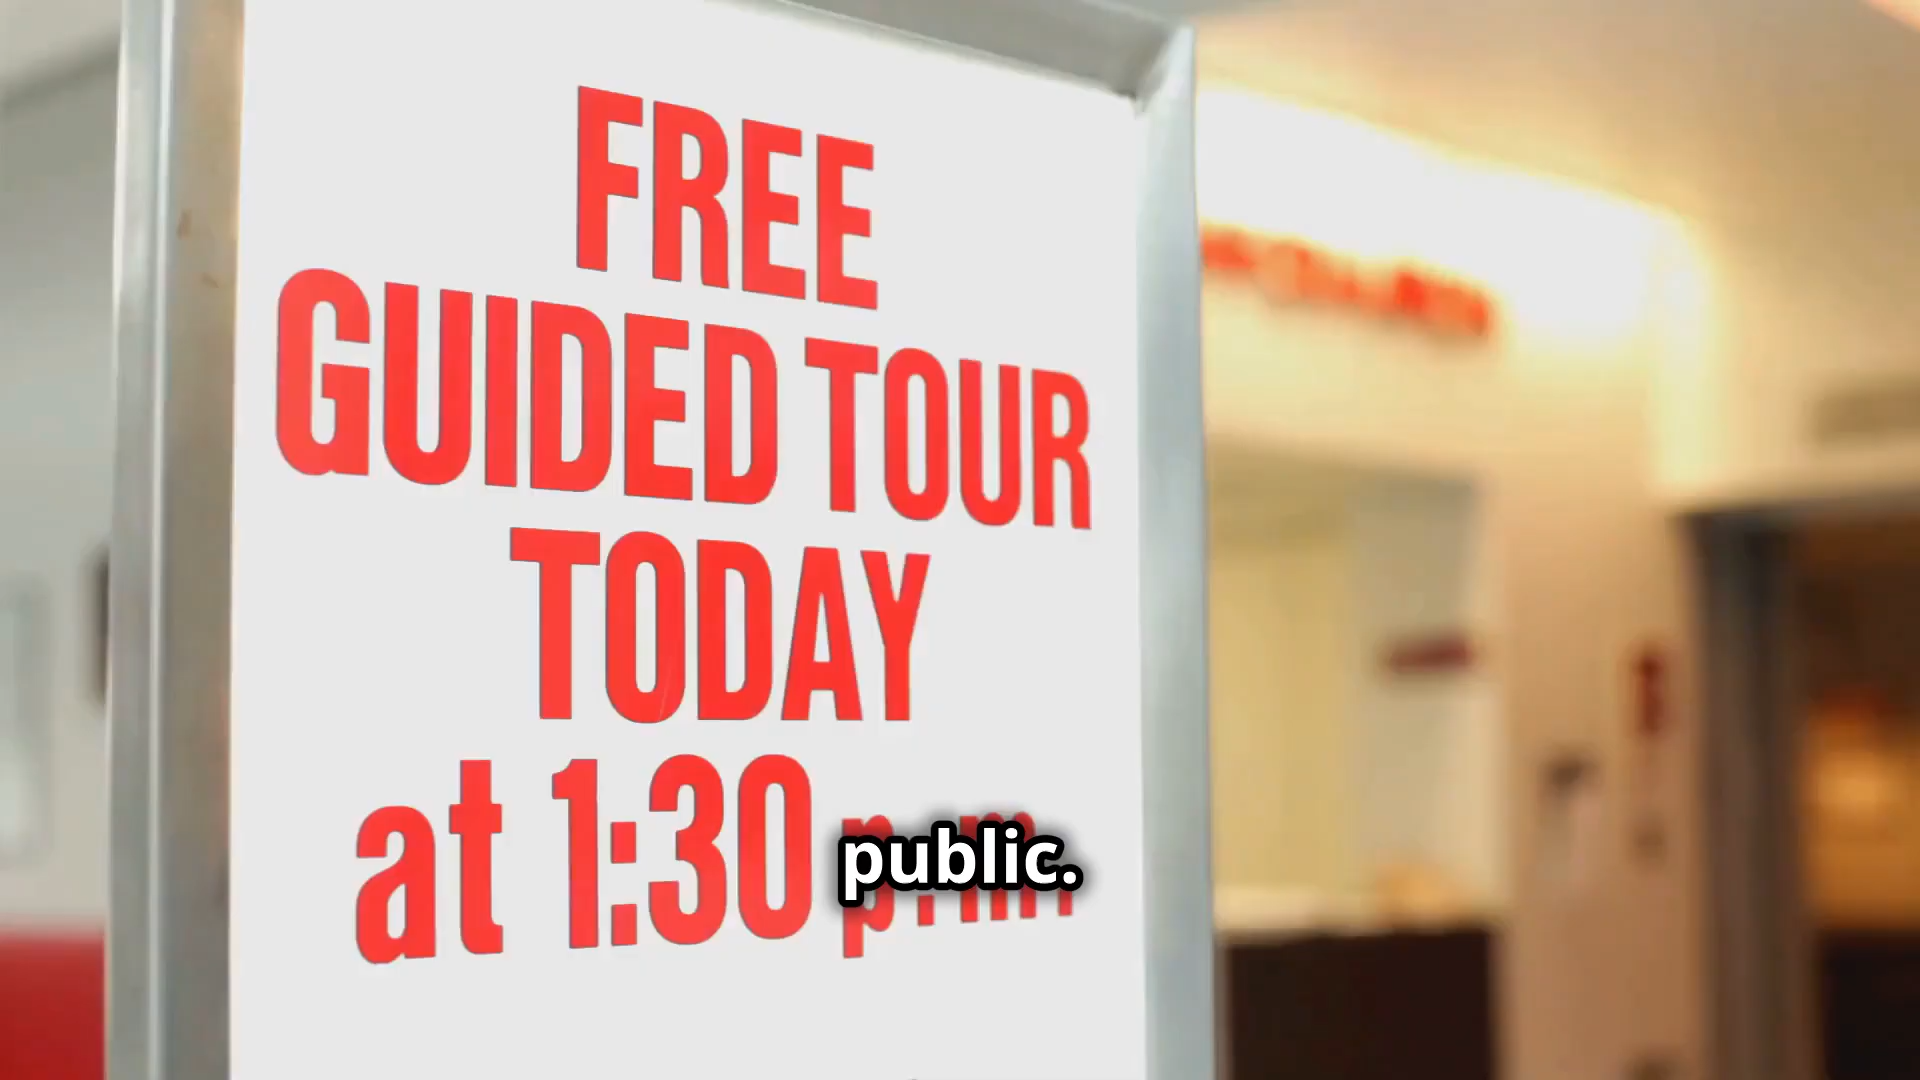 FREE
GUIDED TOUR
TODAY
at 1:30 p.m.
public.